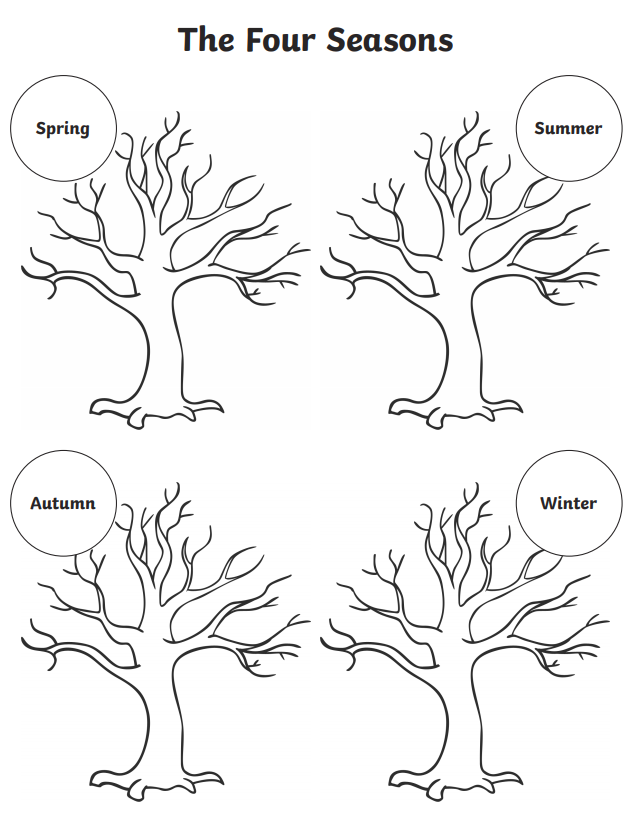 The Four Seasons
Spring
Summer
Autumn
Winter